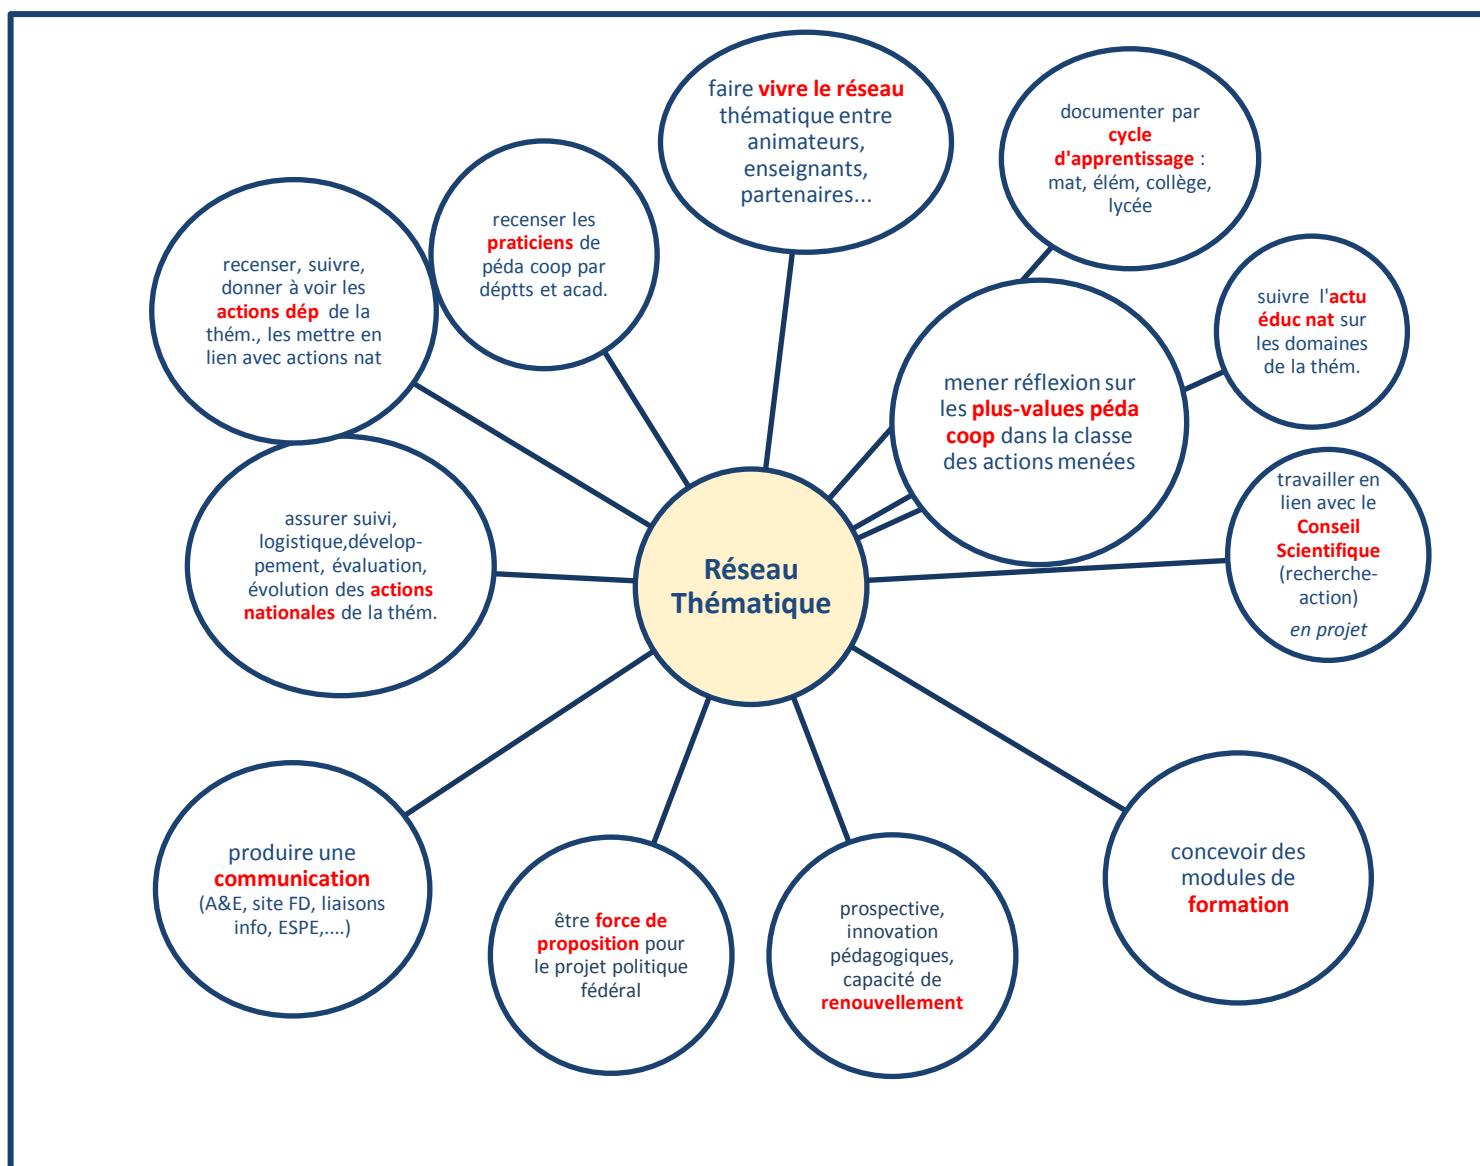 faire vivre le réseau
thématique entre
animateurs,
enseignants,
partenaires...
documenter par
cycle
d'apprentissage :
mat, élém, collège,
lycée
recenser les
praticiens de
péda coop par
déptts et acad.
recenser, suivre,
donner à voir les
actions dép de la
thém., les mettre en
lien avec actions nat
suivre l'actu
éduc nat sur
les domaines
de la thém.
mener réflexion sur
les plus-values péda
coop dans la classe
des actions menées
travailler en
lien avec le
Conseil
Scientifique
(recherche-
action)
en projet
assurer suivi,
logistique,dévelop-
pement, évaluation,
évolution des actions
nationales de la thém.
Réseau
Thématique
produire une
communication
(A&E, site FD, liaisons
info, ESPE,....)
être force de
proposition pour
le projet politique
fédéral
prospective,
innovation
pédagogiques,
capacité de
renouvellement
concevoir des
modules de
formation